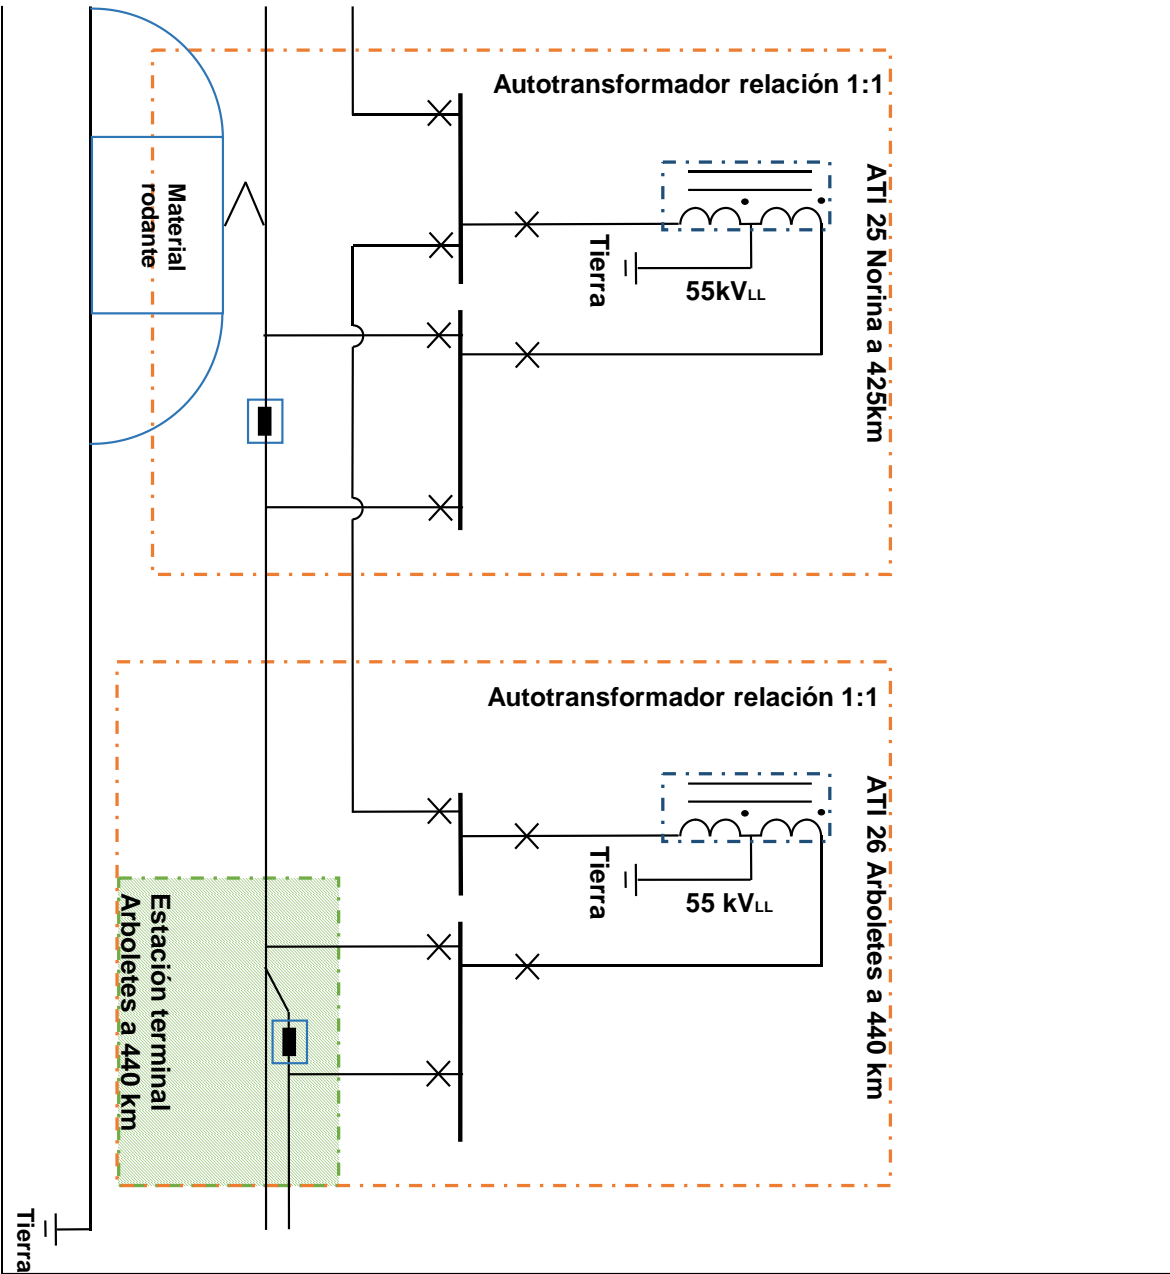 Autotransformador relación 1:1
ATI 25 Norina a 425km
Material
rodante
Tierra
55kVLL
Autotransformador relación 1:1
ATI 26 Arboletes a 440 km
Tierra
55 kVLL
Estación terminal
Arboletes a 440 km
Tierra